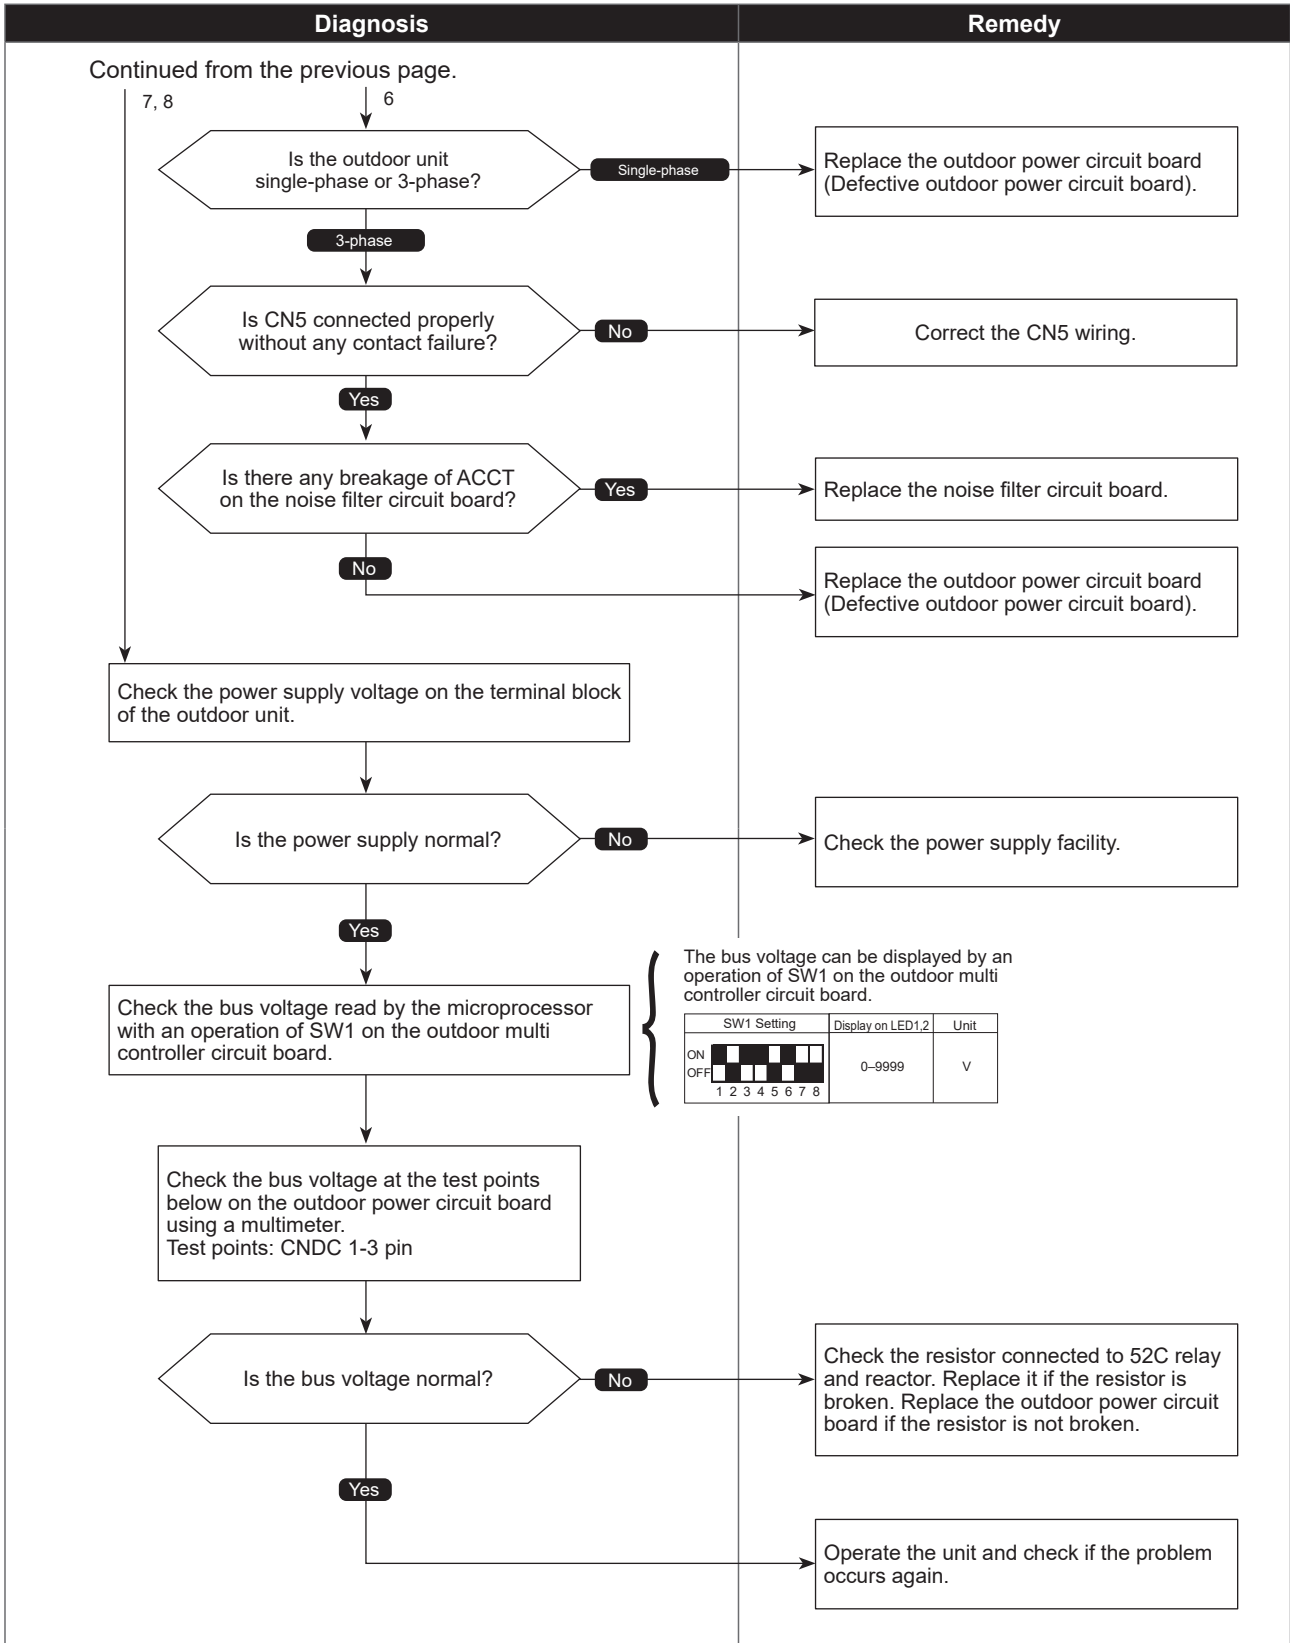 Diagnosis
Remedy
Continued from the previous page.
7, 8
6
Is the outdoor unit
single-phase or 3-phase?
Single-phase
Replace the outdoor power circuit board
(Defective outdoor power circuit board).
3-phase
Is CN5 connected properly
without any contact failure?
No
Correct the CN5 wiring.
Yes
Is there any breakage of ACCT
on the noise filter circuit board?
Yes
Replace the noise filter circuit board.
No
Replace the outdoor power circuit board
(Defective outdoor power circuit board).
Check the power supply voltage on the terminal block
of the outdoor unit.
Is the power supply normal?
No
Check the power supply facility.
Yes
Check the bus voltage read by the microprocessor
with an operation of SW1 on the outdoor multi
controller circuit board.
The bus voltage can be displayed by an
operation of SW1 on the outdoor multi
controller circuit board.
SW1 Setting
Display on LED1,2
Unit
ON
OFF
1 2 3 4 5 6 7 8
0–9999
V
Check the bus voltage at the test points
below on the outdoor power circuit board
using a multimeter.
Test points: CNDC 1-3 pin
Is the bus voltage normal?
No
Check the resistor connected to 52C relay
and reactor. Replace it if the resistor is
broken. Replace the outdoor power circuit
board if the resistor is not broken.
Yes
Operate the unit and check if the problem
occurs again.